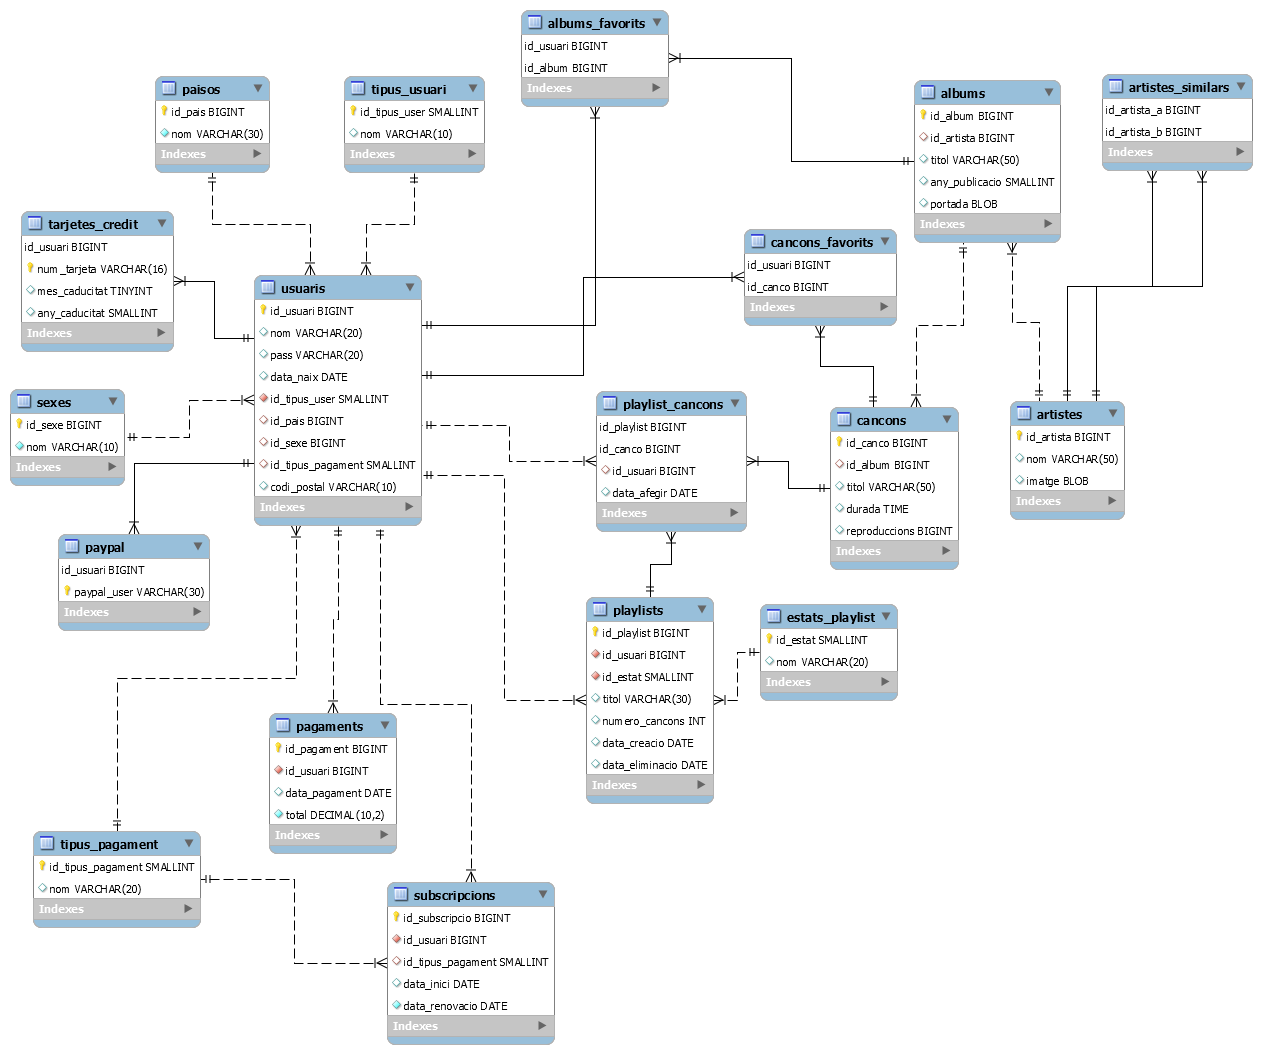 albums_favorits
id_usuari BIGINT
id_album BIGINT
Indexes
paisos
id_pais BIGINT
nom VARCHAR(30)
Indexes
tipus_usuari
id_tipus_user SMALLINT
nom VARCHAR(10)
Indexes
albums
id_album BIGINT
id_artista BIGINT
titol VARCHAR(50)
any_publicacio SMALLINT
portada BLOB
Indexes
artistes_similars
id_artista_a BIGINT
id_artista_b BIGINT
Indexes
tarjetes_credit
id_usuari BIGINT
num_tarjeta VARCHAR(16)
mes_caducitat TINYINT
any_caducitat SMALLINT
Indexes
cancons_favorits
id_usuari BIGINT
id_canco BIGINT
Indexes
usuaris
id_usuari BIGINT
nom VARCHAR(20)
pass VARCHAR(20)
data_naix DATE
id_tipus_user SMALLINT
id_pais BIGINT
id_sexe BIGINT
id_tipus_pagament SMALLINT
codi_postal VARCHAR(10)
Indexes
sexes
id_sexe BIGINT
nom VARCHAR(10)
Indexes
playlist_cancons
id_playlist BIGINT
id_canco BIGINT
id_usuari BIGINT
data_afegir DATE
Indexes
cancons
id_canco BIGINT
id_album BIGINT
titol VARCHAR(50)
durada TIME
reproduccions BIGINT
Indexes
artistes
id_artista BIGINT
nom VARCHAR(50)
imatge BLOB
Indexes
paypal
id_usuari BIGINT
paypal_user VARCHAR(30)
Indexes
playlists
id_playlist BIGINT
id_usuari BIGINT
id_estat SMALLINT
titol VARCHAR(30)
numero_cancons INT
data_creacio DATE
data_eliminacio DATE
Indexes
estats_playlist
id_estat SMALLINT
nom VARCHAR(20)
Indexes
pagaments
id_pagament BIGINT
id_usuari BIGINT
data_pagament DATE
total DECIMAL(10,2)
Indexes
tipus_pagament
id_tipus_pagament SMALLINT
nom VARCHAR(20)
Indexes
subscripcions
id_subscripcio BIGINT
id_usuari BIGINT
id_tipus_pagament SMALLINT
data_inici DATE
data_renovacio DATE
Indexes